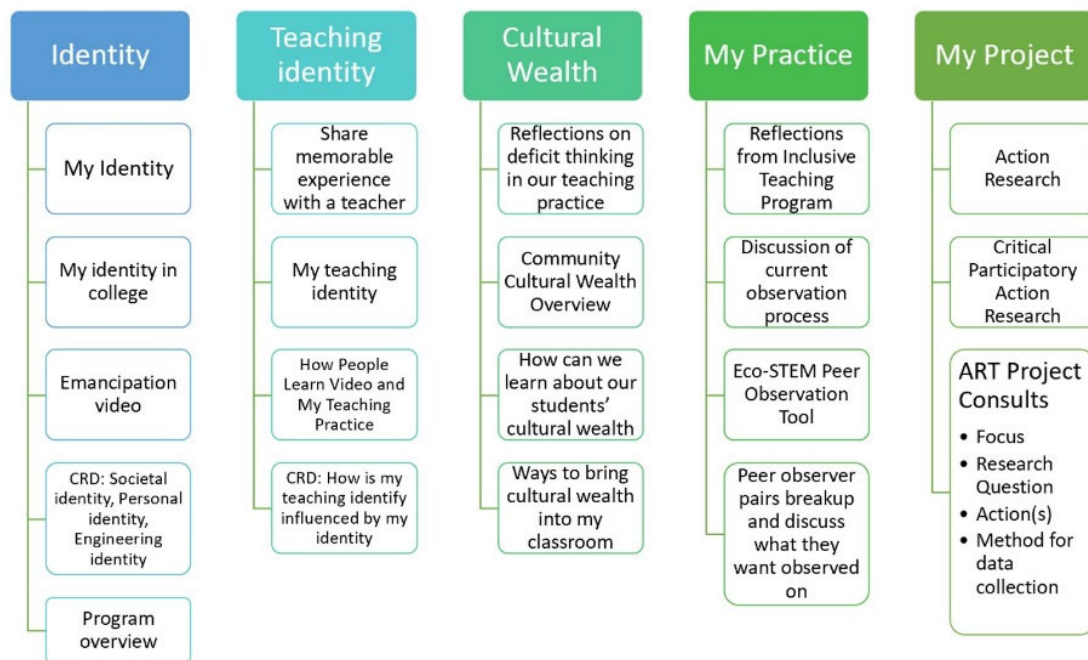 Identity
My Identity
My identity in
college
Emancipation
video
CRD: Societal
identity, Personal
identity,
Engineering
identity
Program
overview
Teaching
identity
Share
memorable
experience
with a teacher
My teaching
identity
How People
Learn Video and
My Teaching
Practice
CRD: How is my
teaching identify
influenced by my
identity
Cultural
Wealth
Reflections on
deficit thinking
in our teaching
practice
Community
Cultural Wealth
Overview
How can we
learn about our
students’
cultural wealth
Ways to bring
cultural wealth
into my
classroom
My Practice
Reflections
from Inclusive
Teaching
Program
Discussion of
current
observation
process
Eco-STEM Peer
Observation
Tool
Peer observer
pairs breakup
and discuss
what they
want observed
on
My Project
Action
Research
Critical
Participatory
Action
Research
ART Project
Consults
• Focus
• Research
Question
• Action(s)
• Method for
data
collection